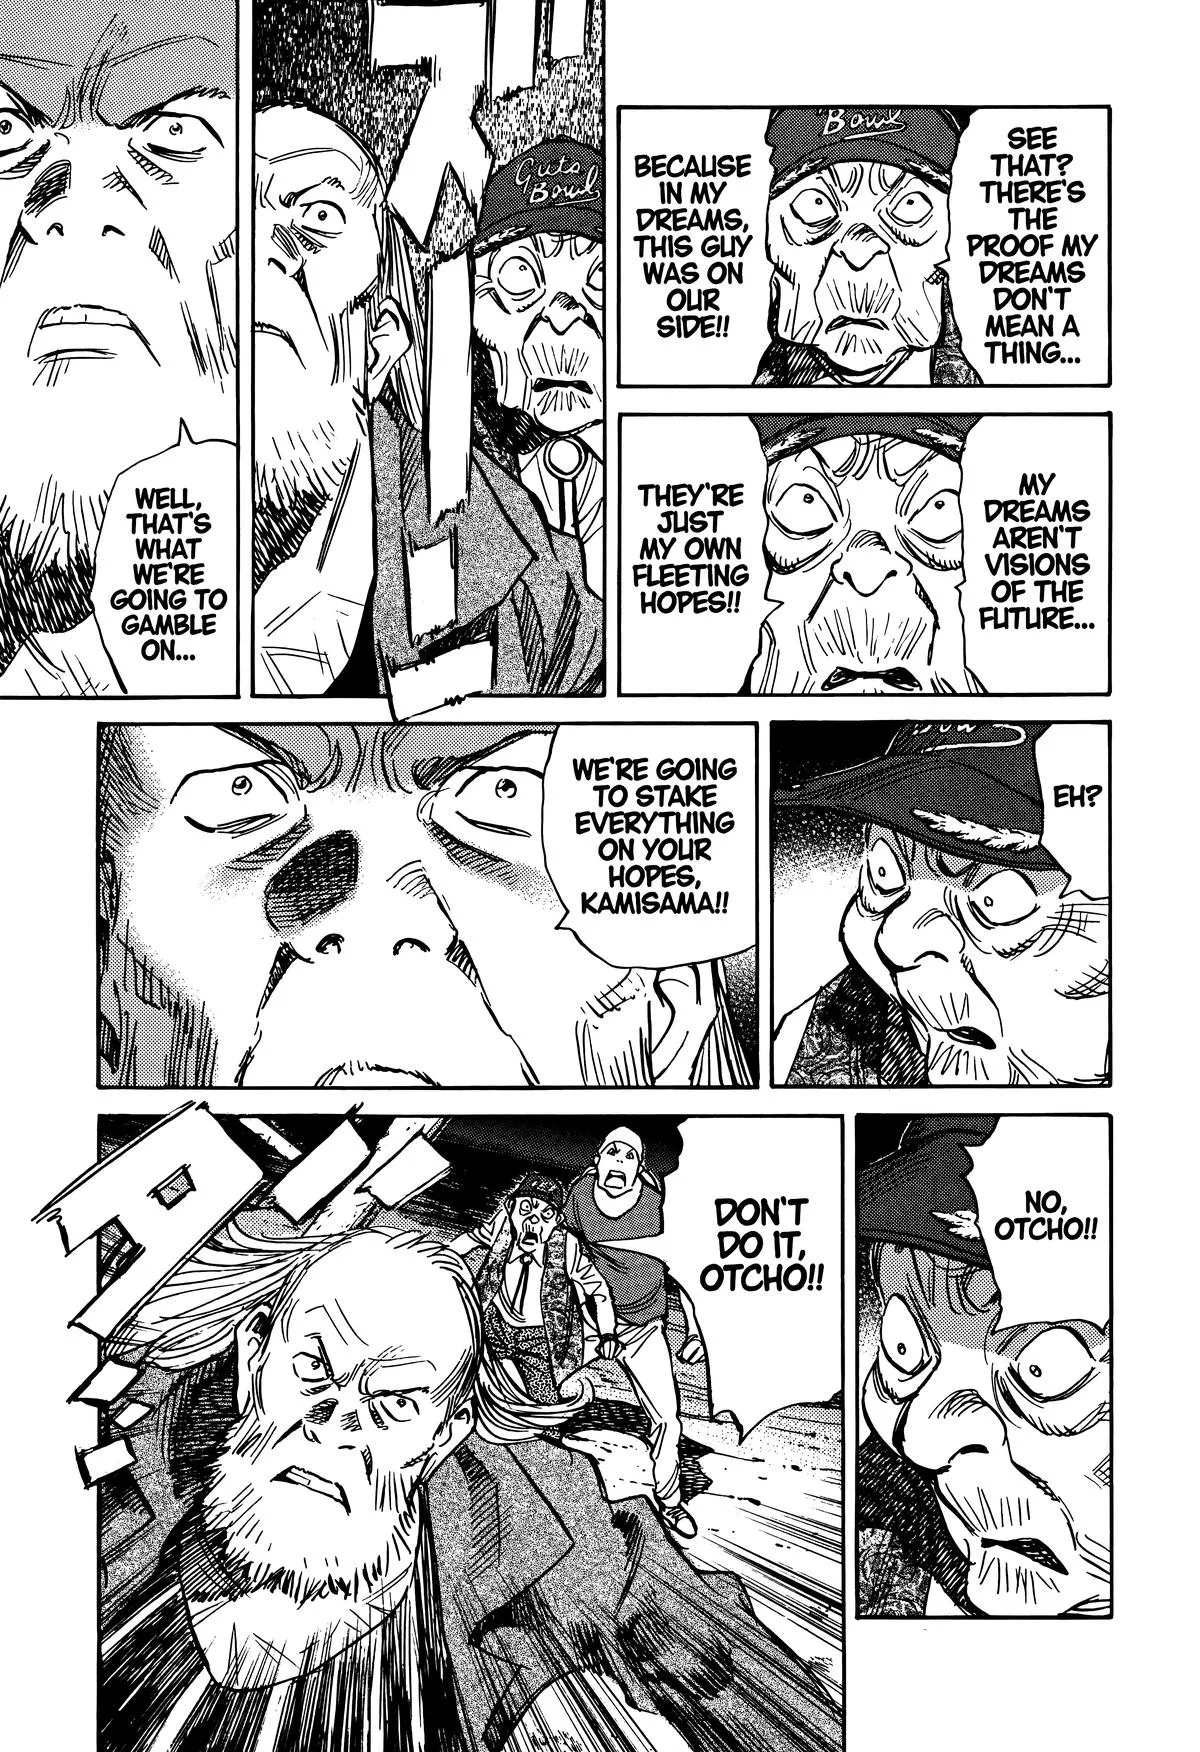 SEE
THAT?
THERE'S
THE
PROOF MY
DREAMS
DON'T
MEAN A
THING...
Bowl
BECAUSE
IN MY
DREAMS,
THIS GUY
WAS ON
OUR
SIDE!!
MY
DREAMS
AREN'T
VISIONS
OF THE
FUTURE...
THEY'RE
JUST
MY OWN
FLEETING
HOPES!!
Guts
Bowl
WELL,
THAT'S
WHAT
WE'RE
GOING TO
GAMBLE
ON...
EH?
WE'RE GOING
TO STAKE
EVERYTHING
ON YOUR
HOPES,
KAMISAMA!!
NO,
OTCHO!!
DON'T
DO IT,
OTCHO!!